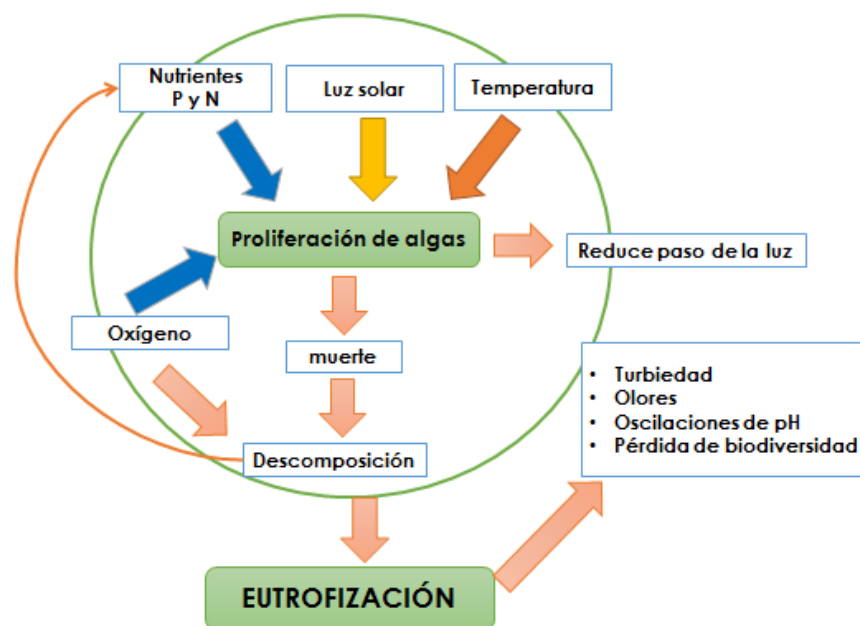 Nutrientes
P y N
Luz solar
Temperatura
Proliferación de algas
Reduce paso de la luz
Oxígeno
muerte
• Turbiedad
• Olores
• Oscilaciones de pH
• Pérdida de biodiversidad
Descomposición
EUTROFIZACIÓN